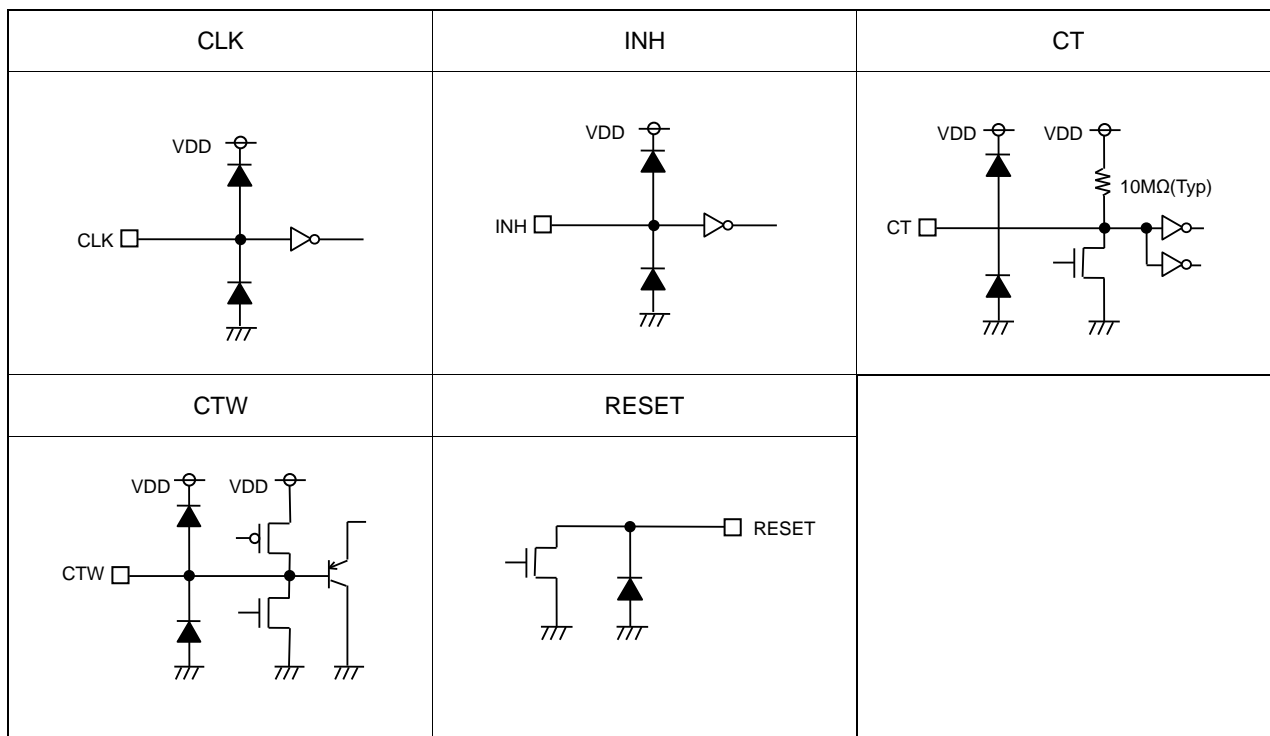 CLK
INH
CT
VDD
CLK
VDD
INH
VDD
VDD
10MΩ(Typ)
CT
CTW
RESET
VDD
VDD
CTW
RESET